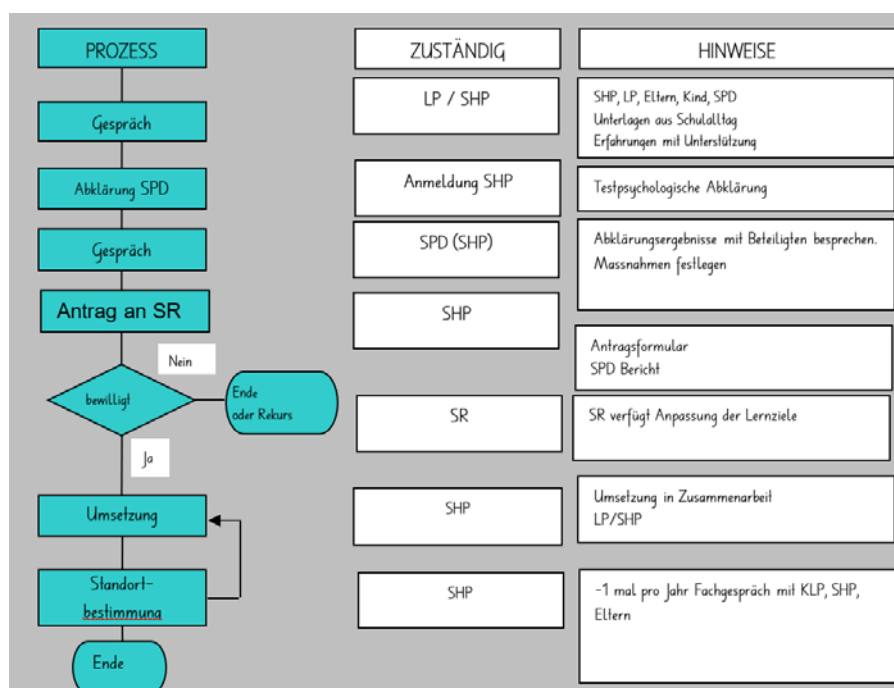 PROZESS
ZUSTÄNDIG
HINWEISE
Gespräch
LP / SHP
SHP, LP, Eltern, Kind, SPD
Unterlagen aus Schulalltag
Erfahrungen mit Unterstützung
Abklärung SPD
Anmeldung SHP
Testpsychologische Abklärung
Gespräch
SPD (SHP)
Abklärungsergebnisse mit Beteiligten besprechen.
Massnahmen festlegen
Antrag an SR
SHP
Antragsformular
SPD Bericht
Nein
bewilligt
Ende
oder Rekurs
SR
SR verfügt Anpassung der Lernziele
Ja
Umsetzung
SHP
Umsetzung in Zusammenarbeit
LP/SHP
Standort-
bestimmung
SHP
-1 mal pro Jahr Fachgespräch mit KLP, SHP,
Eltern
Ende